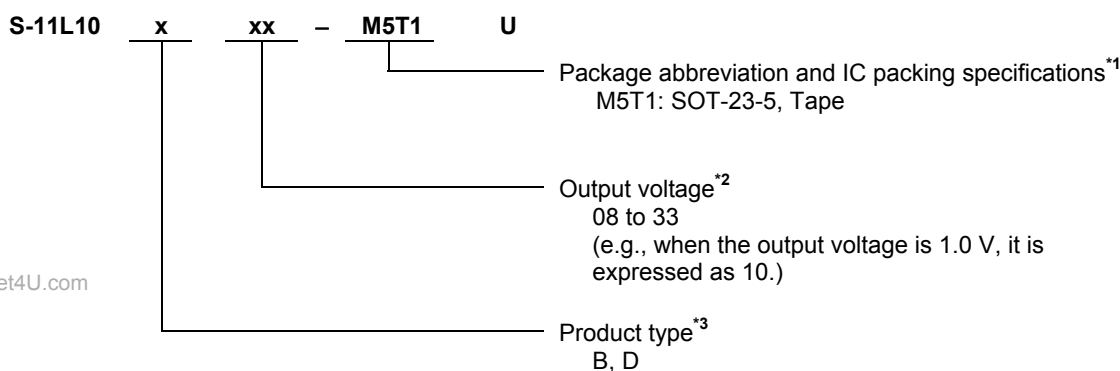 S-11L10 x xx – M5T1 U
Package abbreviation and IC packing specifications*1
M5T1: SOT-23-5, Tape
Output voltage*2
08 to 33
(e.g., when the output voltage is 1.0 V, it is
expressed as 10.)
et4U.com
Product type*3
B, D